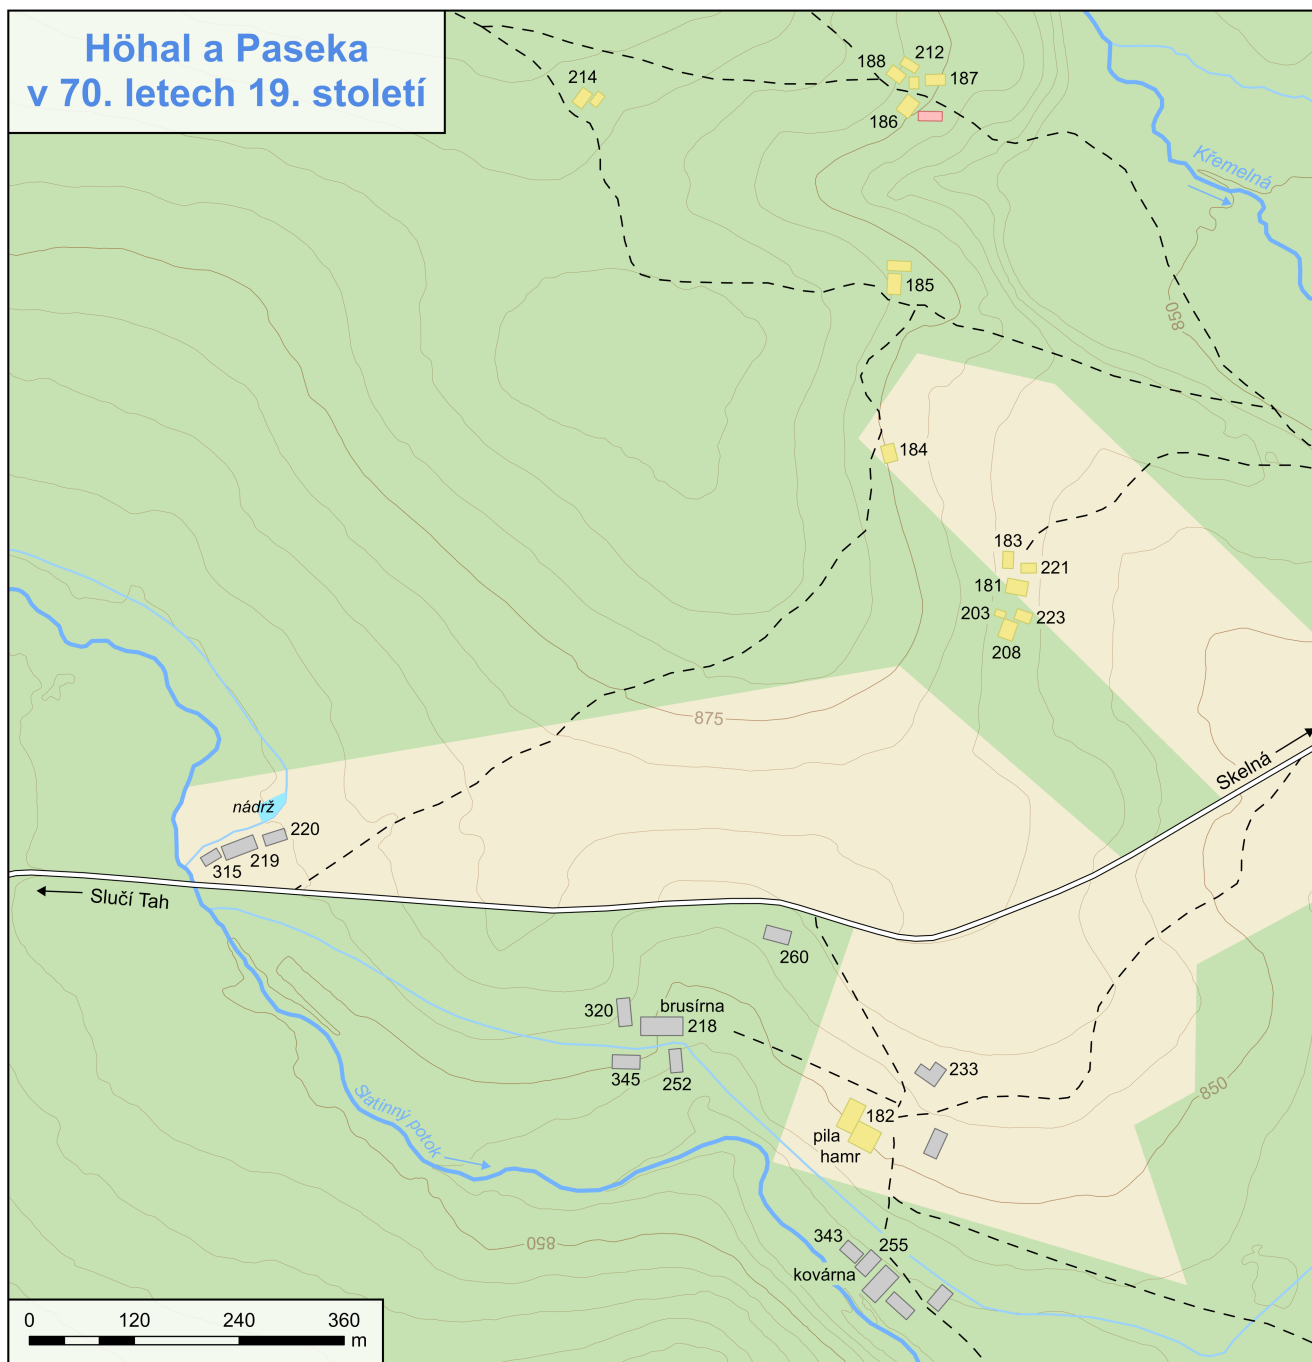 Höhal a Paseka
v 70. letech 19. století
212
188
187
214
186
Křemelná
185
850
184
183
221
181
203
223
208
875
Skelná
nádrž
220
219
315
Slučí Tah
260
320
brusírna
218
345
252
233
850
182
pila
hamr
Slatinný potok
343
255
850
kovárna
0 120 240 360
m